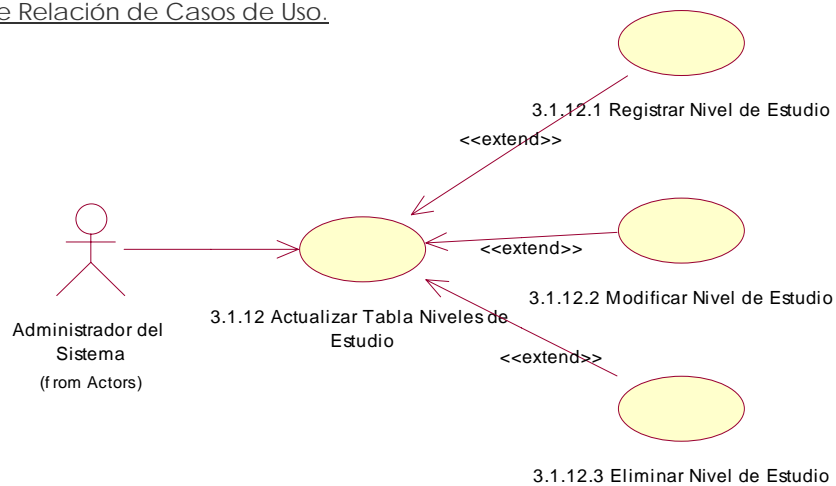 e Relación de Casos de Uso.
3.1.12.1 Registrar Nivel de Estudio
<<extend>>
<<extend>>
3.1.12.2 Modificar Nivel de Estudio
3.1.12 Actualizar Tabla Niveles de
Estudio
Administrador del
Sistema
(from Actors)
<<extend>>
3.1.12.3 Eliminar Nivel de Estudio